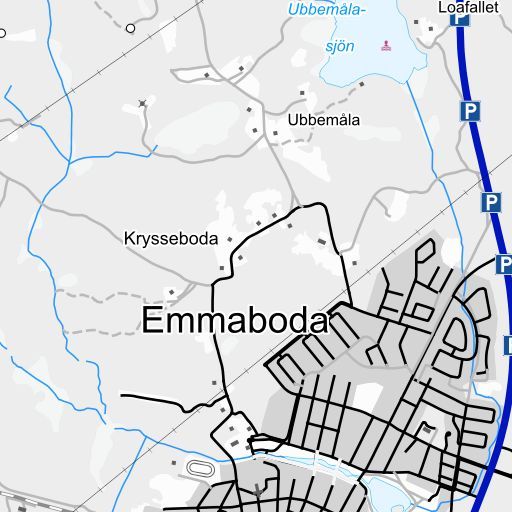 Ubbemåla-
sjön
Loafallet
P
P
Ubbemåla
P
Krysseboda
P
Emmaboda